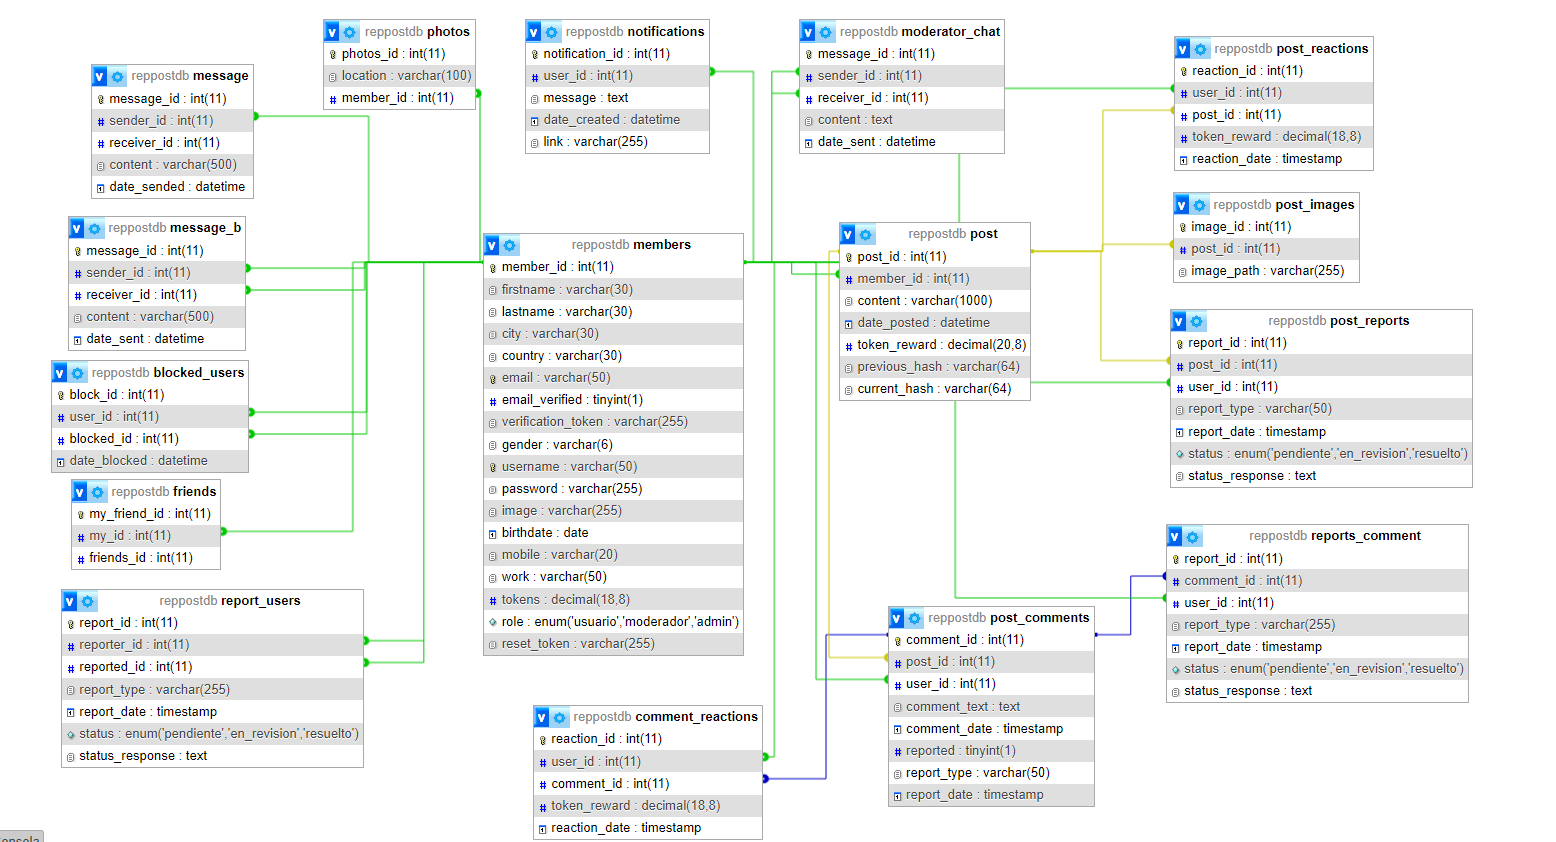 v reppostdb message
message_id : int(11)
sender_id : int(11)
receiver_id : int(11)
content : varchar(500)
date_sended : datetime
v reppostdb photos
photos_id : int(11)
location : varchar(100)
member_id : int(11)
v reppostdb notifications
notification_id : int(11)
user_id : int(11)
message : text
date_created : datetime
link : varchar(255)
v reppostdb moderator_chat
message_id : int(11)
sender_id : int(11)
receiver_id : int(11)
content : text
date_sent : datetime
v reppostdb post_reactions
reaction_id : int(11)
user_id : int(11)
post_id : int(11)
token_reward : decimal(18,8)
reaction_date : timestamp
v reppostdb message_b
message_id : int(11)
sender_id : int(11)
receiver_id : int(11)
content : varchar(500)
date_sent : datetime
v reppostdb members
member_id : int(11)
firstname : varchar(30)
lastname : varchar(30)
city : varchar(30)
country : varchar(30)
email : varchar(50)
email_verified : tinyint(1)
verification_token : varchar(255)
gender : varchar(6)
username : varchar(50)
password : varchar(255)
image : varchar(255)
birthdate : date
mobile : varchar(20)
work : varchar(50)
tokens : decimal(18,8)
role : enum('usuario','moderador','admin')
reset_token : varchar(255)
v reppostdb post
post_id : int(11)
member_id : int(11)
content : varchar(1000)
date_posted : datetime
token_reward : decimal(20,8)
previous_hash : varchar(64)
current_hash : varchar(64)
v reppostdb post_images
image_id : int(11)
post_id : int(11)
image_path : varchar(255)
v reppostdb post_reports
report_id : int(11)
post_id : int(11)
user_id : int(11)
report_type : varchar(50)
report_date : timestamp
status : enum('pendiente','en_revision','resuelto')
status_response : text
v reppostdb blocked_users
block_id : int(11)
user_id : int(11)
blocked_id : int(11)
date_blocked : datetime
v reppostdb friends
my_friend_id : int(11)
my_id : int(11)
friends_id : int(11)
v reppostdb report_users
report_id : int(11)
reporter_id : int(11)
reported_id : int(11)
report_type : varchar(255)
report_date : timestamp
status : enum('pendiente','en_revision','resuelto')
status_response : text
v reppostdb comment_reactions
reaction_id : int(11)
user_id : int(11)
comment_id : int(11)
token_reward : decimal(18,8)
reaction_date : timestamp
v reppostdb post_comments
comment_id : int(11)
post_id : int(11)
user_id : int(11)
comment_text : text
comment_date : timestamp
reported : tinyint(1)
report_type : varchar(50)
report_date : timestamp
v reppostdb reports_comment
report_id : int(11)
comment_id : int(11)
user_id : int(11)
report_type : varchar(255)
report_date : timestamp
status : enum('pendiente','en_revision','resuelto')
status_response : text